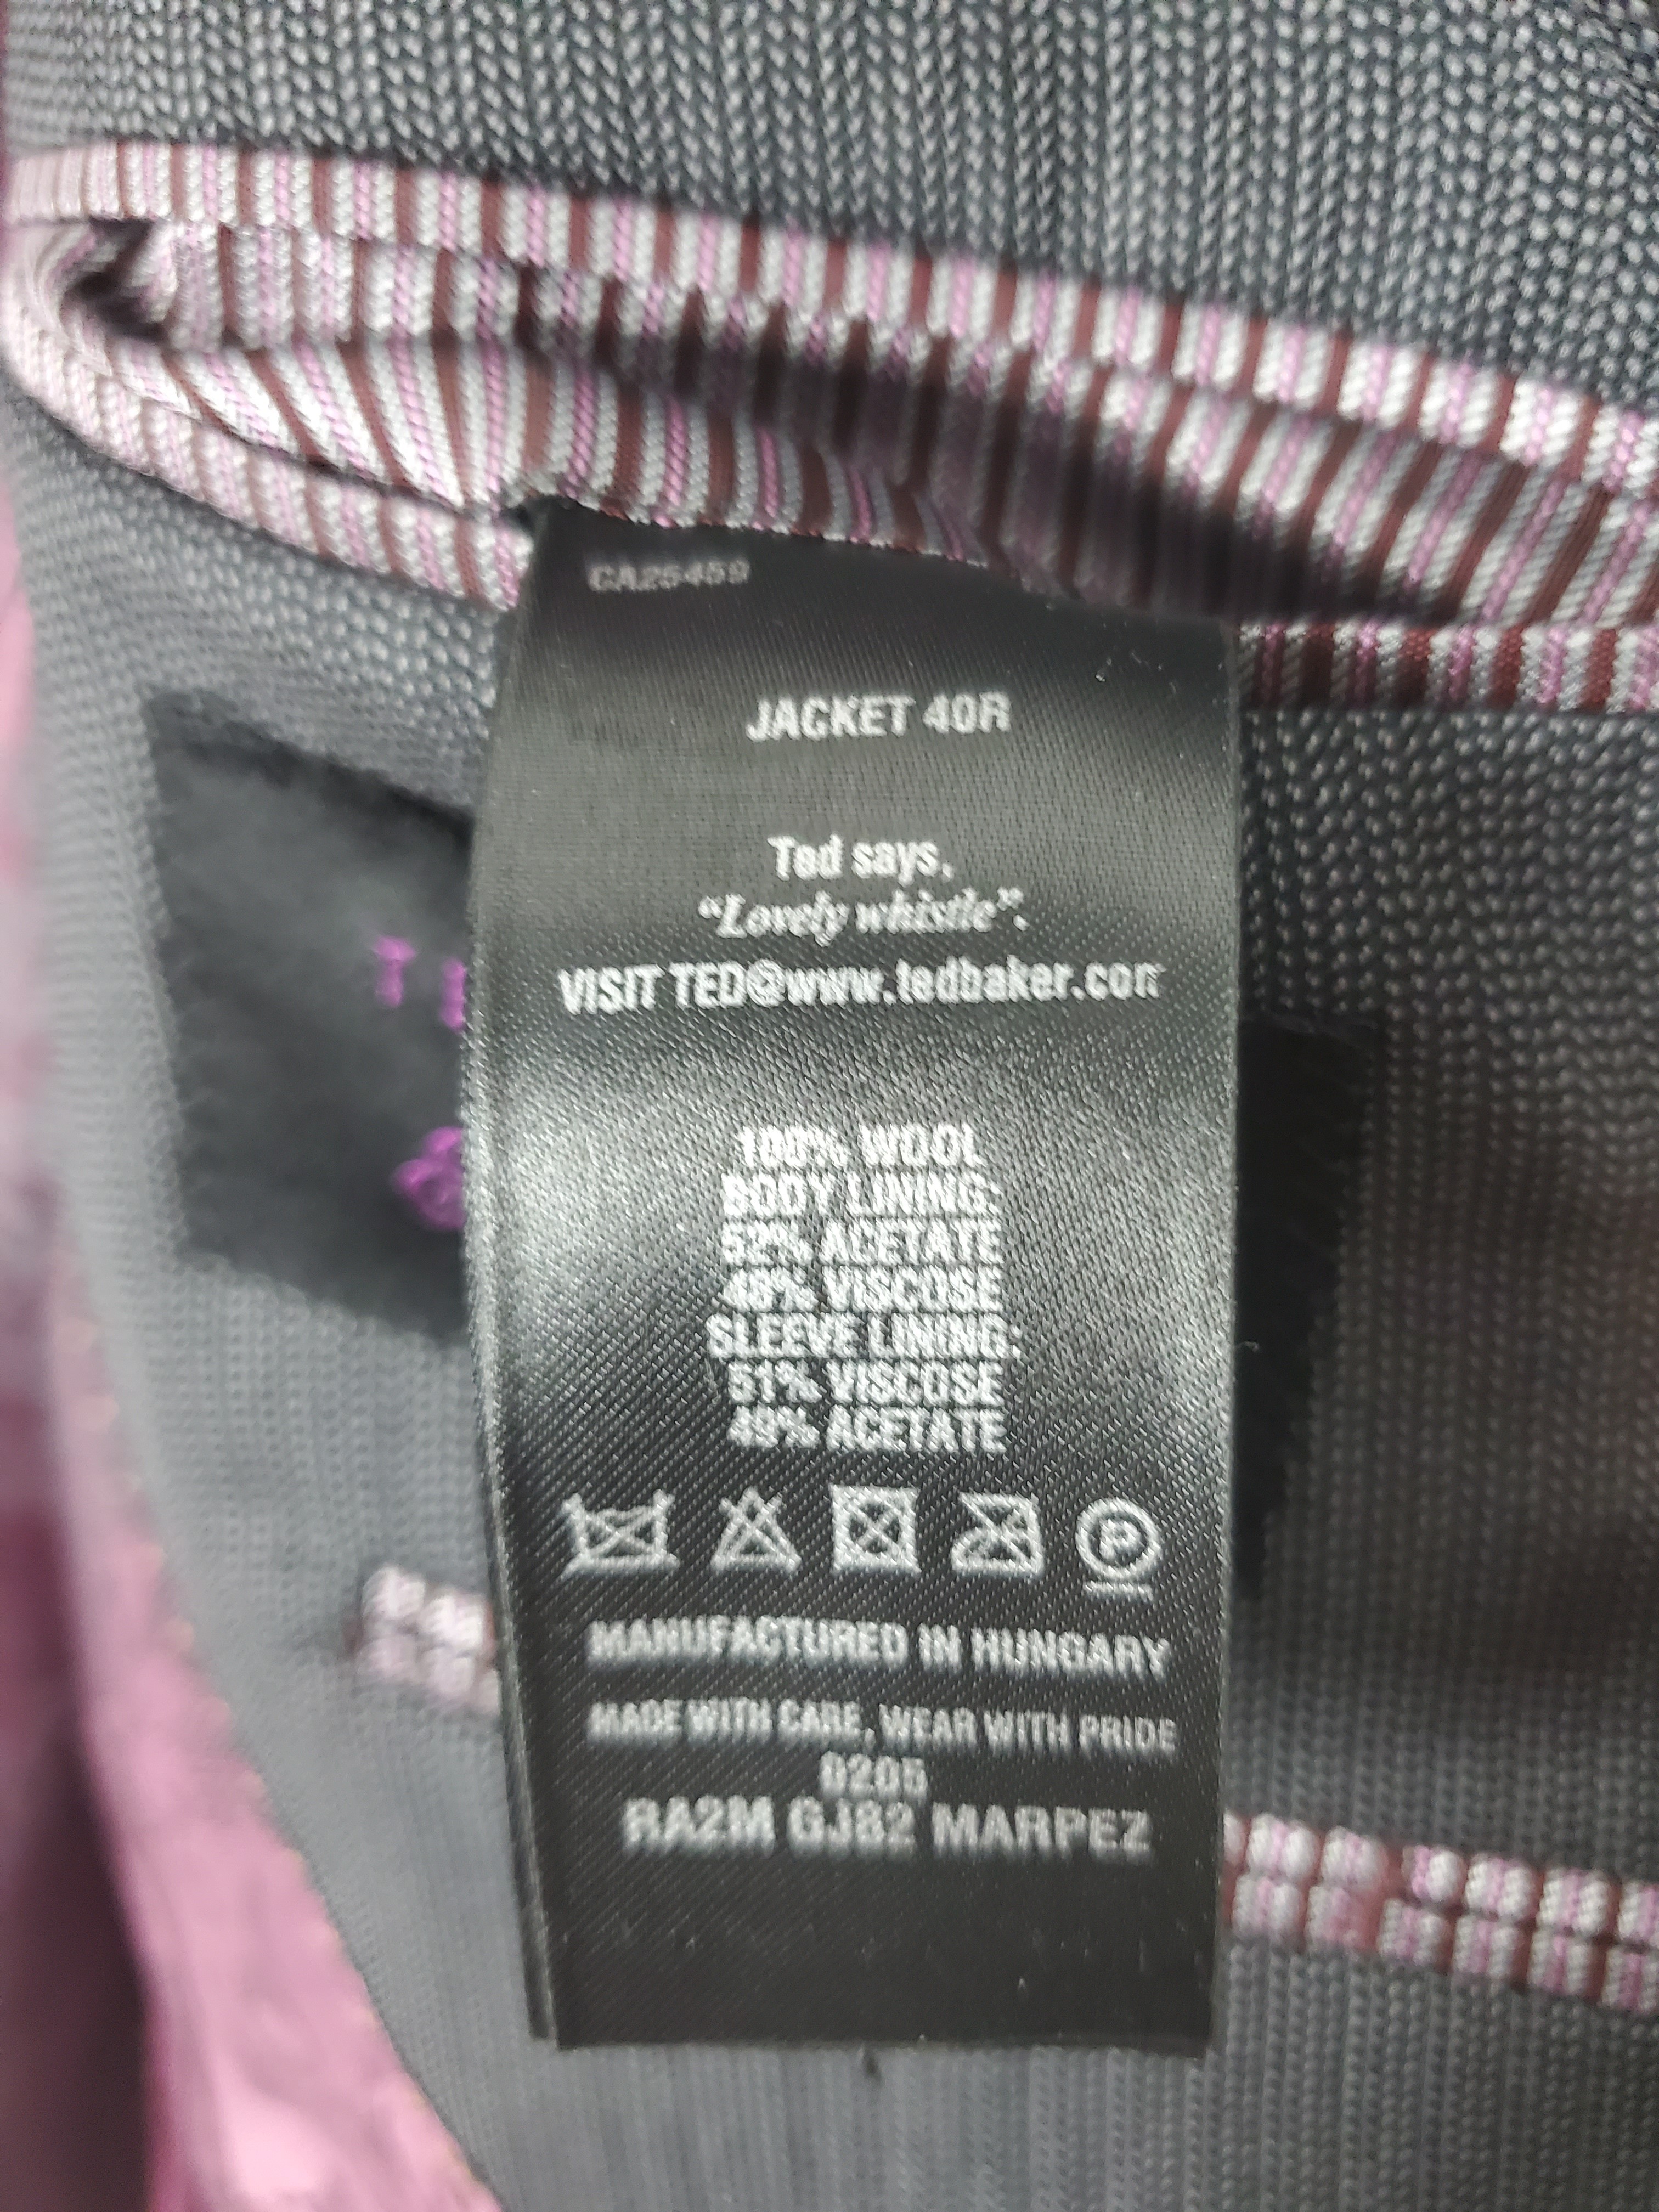 CA25459
JACKET 40R
Ted says,
“Lovely whistle”.
VISIT TED@www.tedbaker.com
100% WOOL
BODY LINING:
52% ACETATE
48% VISCOSE
SLEEVE LINING:
51% VISCOSE
49% ACETATE
P
MANUFACTURED IN HUNGARY
MADE WITH CARE, WEAR WITH PRIDE
0205
RA2M GJ82 MARPEZ